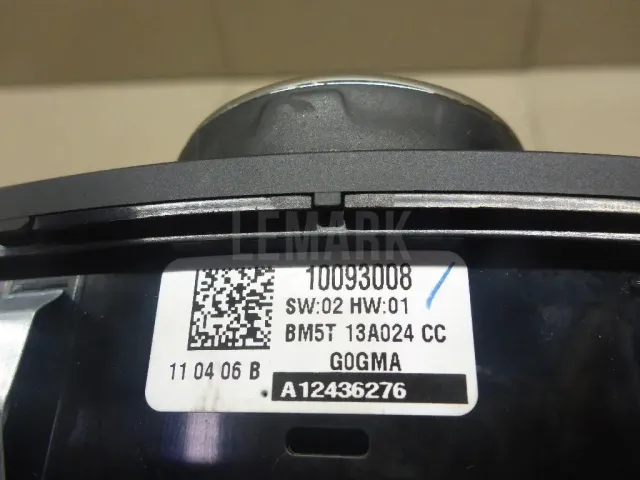 LEMARK
10093008
SW:02 HW:01
BM5T 13A024 CC
11 04 06 B
G0GMA
A12436276